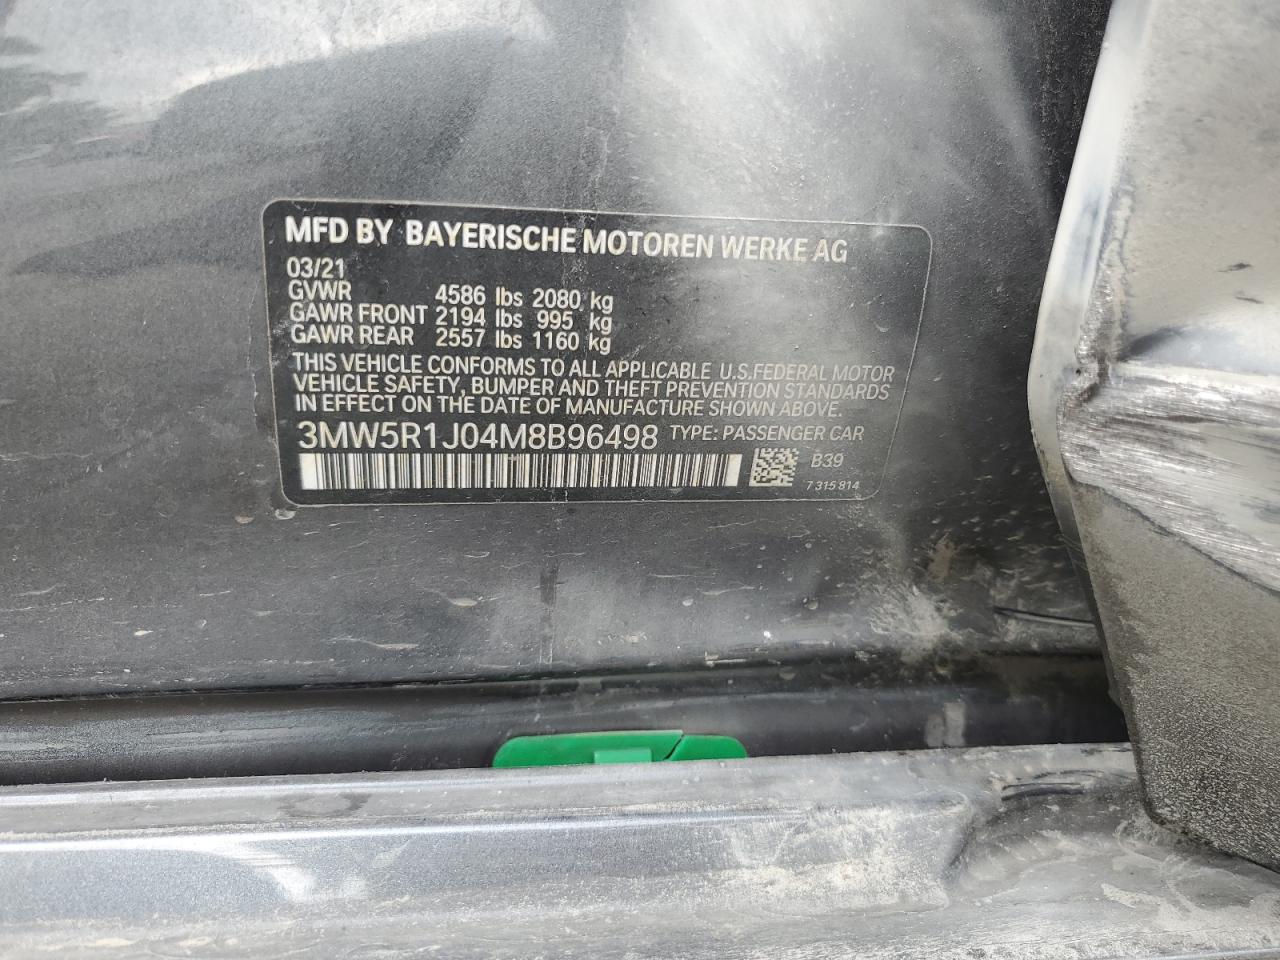 MFD BY BAYERISCHE MOTOREN WERKE AG
03/21
GVWR 4586 lbs 2080 kg
GAWR FRONT 2194 lbs 995 kg
GAWR REAR 2557 lbs 1160 kg
THIS VEHICLE CONFORMS TO ALL APPLICABLE U.S.FEDERAL MOTOR
VEHICLE SAFETY, BUMPER AND THEFT PREVENTION STANDARDS
IN EFFECT ON THE DATE OF MANUFACTURE SHOWN ABOVE.
3MW5R1J04M8B96498 TYPE: PASSENGER CAR
B39
7 315 814